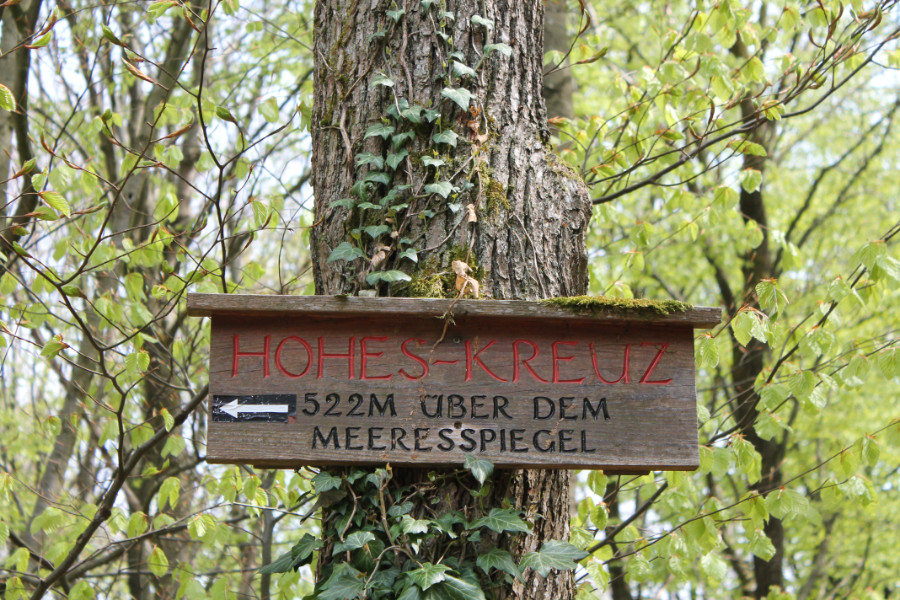 HOHES-KREUZ
522M ÜBER DEM
MEERESSPIEGEL